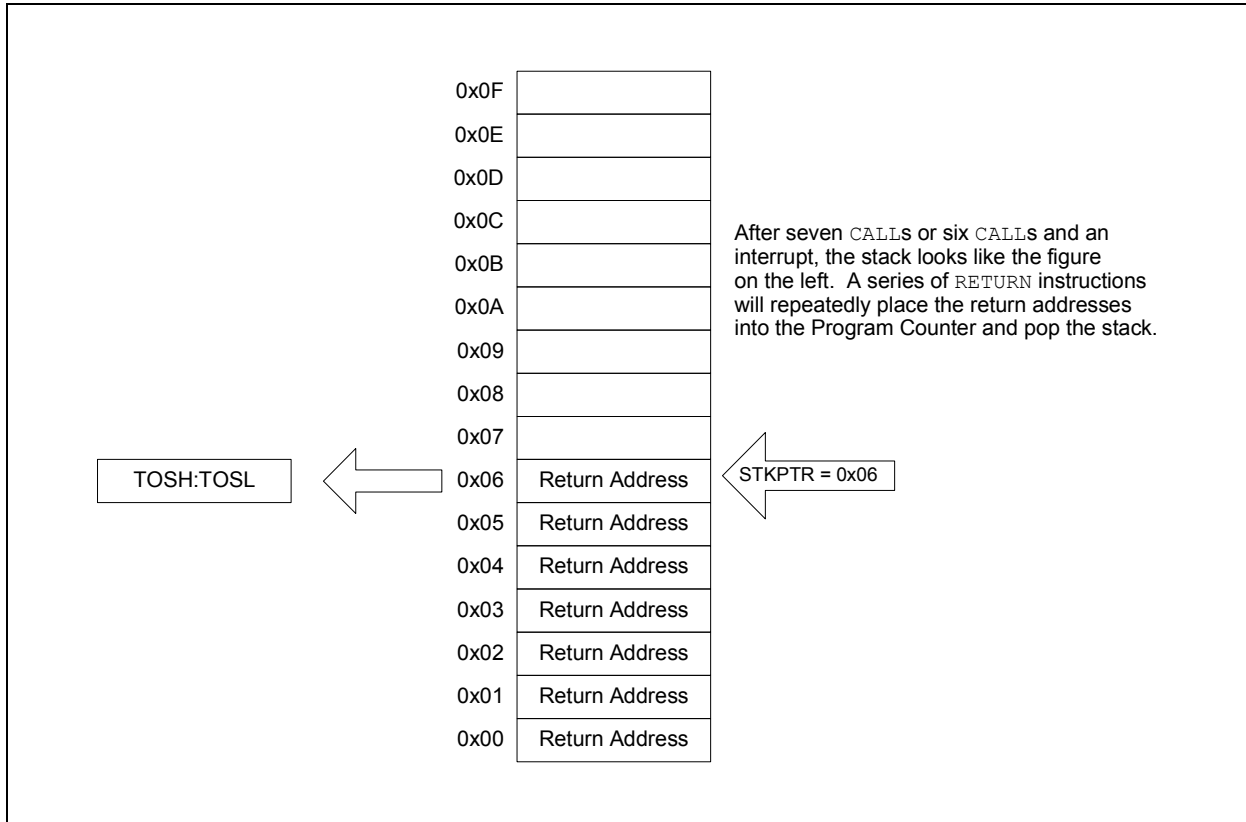 0x0F
0x0E
0x0D
0x0C
0x0B
0x0A
0x09
0x08
0x07
After seven CALLs or six CALLs and an
interrupt, the stack looks like the figure
on the left. A series of RETURN instructions
will repeatedly place the return addresses
into the Program Counter and pop the stack.
TOSH:TOSL
0x06 Return Address
STKPTR = 0x06
0x05 Return Address
0x04 Return Address
0x03 Return Address
0x02 Return Address
0x01 Return Address
0x00 Return Address